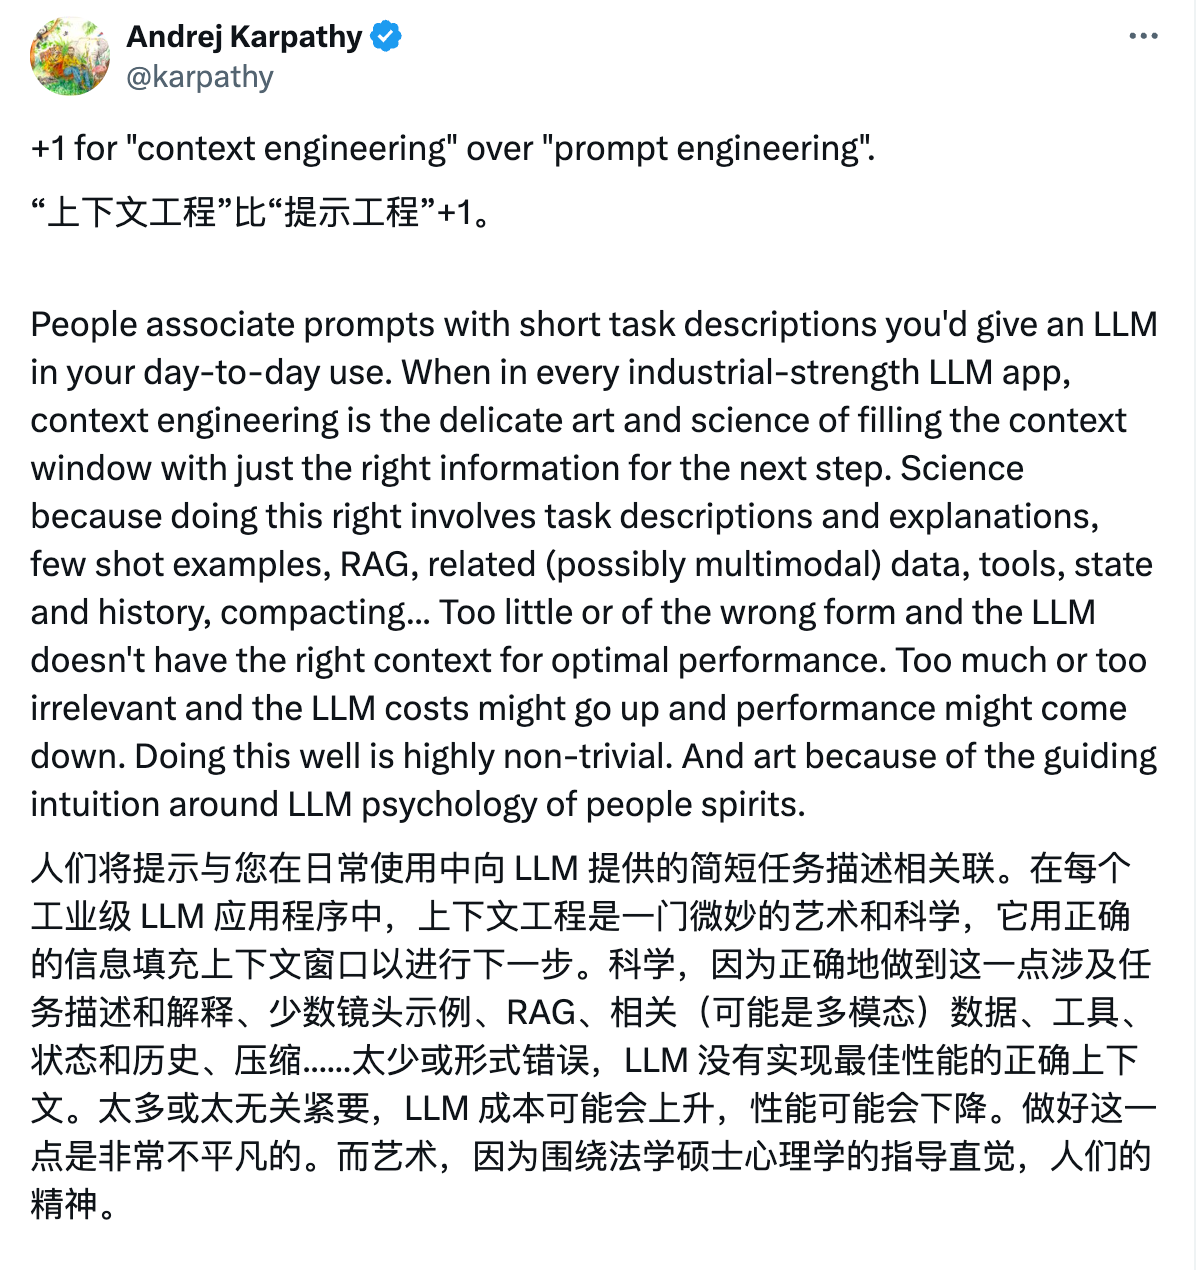 Andrej Karpathy
@karpathy
+1 for "context engineering" over "prompt engineering".
“上下文工程”比“提示工程”+1。
People associate prompts with short task descriptions you'd give an LLM
in your day-to-day use. When in every industrial-strength LLM app,
context engineering is the delicate art and science of filling the context
window with just the right information for the next step. Science
because doing this right involves task descriptions and explanations,
few shot examples, RAG, related (possibly multimodal) data, tools, state
and history, compacting... Too little or of the wrong form and the LLM
doesn't have the right context for optimal performance. Too much or too
irrelevant and the LLM costs might go up and performance might come
down. Doing this well is highly non-trivial. And art because of the guiding
intuition around LLM psychology of people spirits.
人们将提示与您在日常使用中向 LLM 提供的简短任务描述相关联。在每个
工业级 LLM 应用程序中，上下文工程是一门微妙的艺术和科学，它用正确
的信息填充上下文窗口以进行下一步。科学，因为正确地做到这一点涉及任
务描述和解释、少数镜头示例、RAG、相关（可能是多模态）数据、工具、
状态和历史、压缩......太少或形式错误，LLM 没有实现最佳性能的正确上下
文。太多或太无关紧要，LLM 成本可能会上升，性能可能会下降。做好这一
点是非常不平凡的。而艺术，因为围绕法学硕士心理学的指导直觉，人们的
精神。